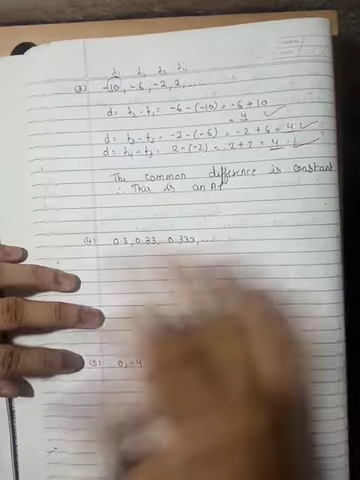 t₁ t₂ t₃ t₄
(3) -10, -6, -2, 2, .....
d = t₂ - t₁ = -6 - (-10) = -6 + 10
= 4 ✓
d = t₃ - t₂ = -2 - (-6) = -2 + 6 = 4 ✓
d = t₄ - t₃ = 2 - (-2) = 2 + 2 = 4 ✓
The common difference is constant
∴ This is an AP
(4) 0.3, 0.33, 0.333, ...
(5) 0, -4